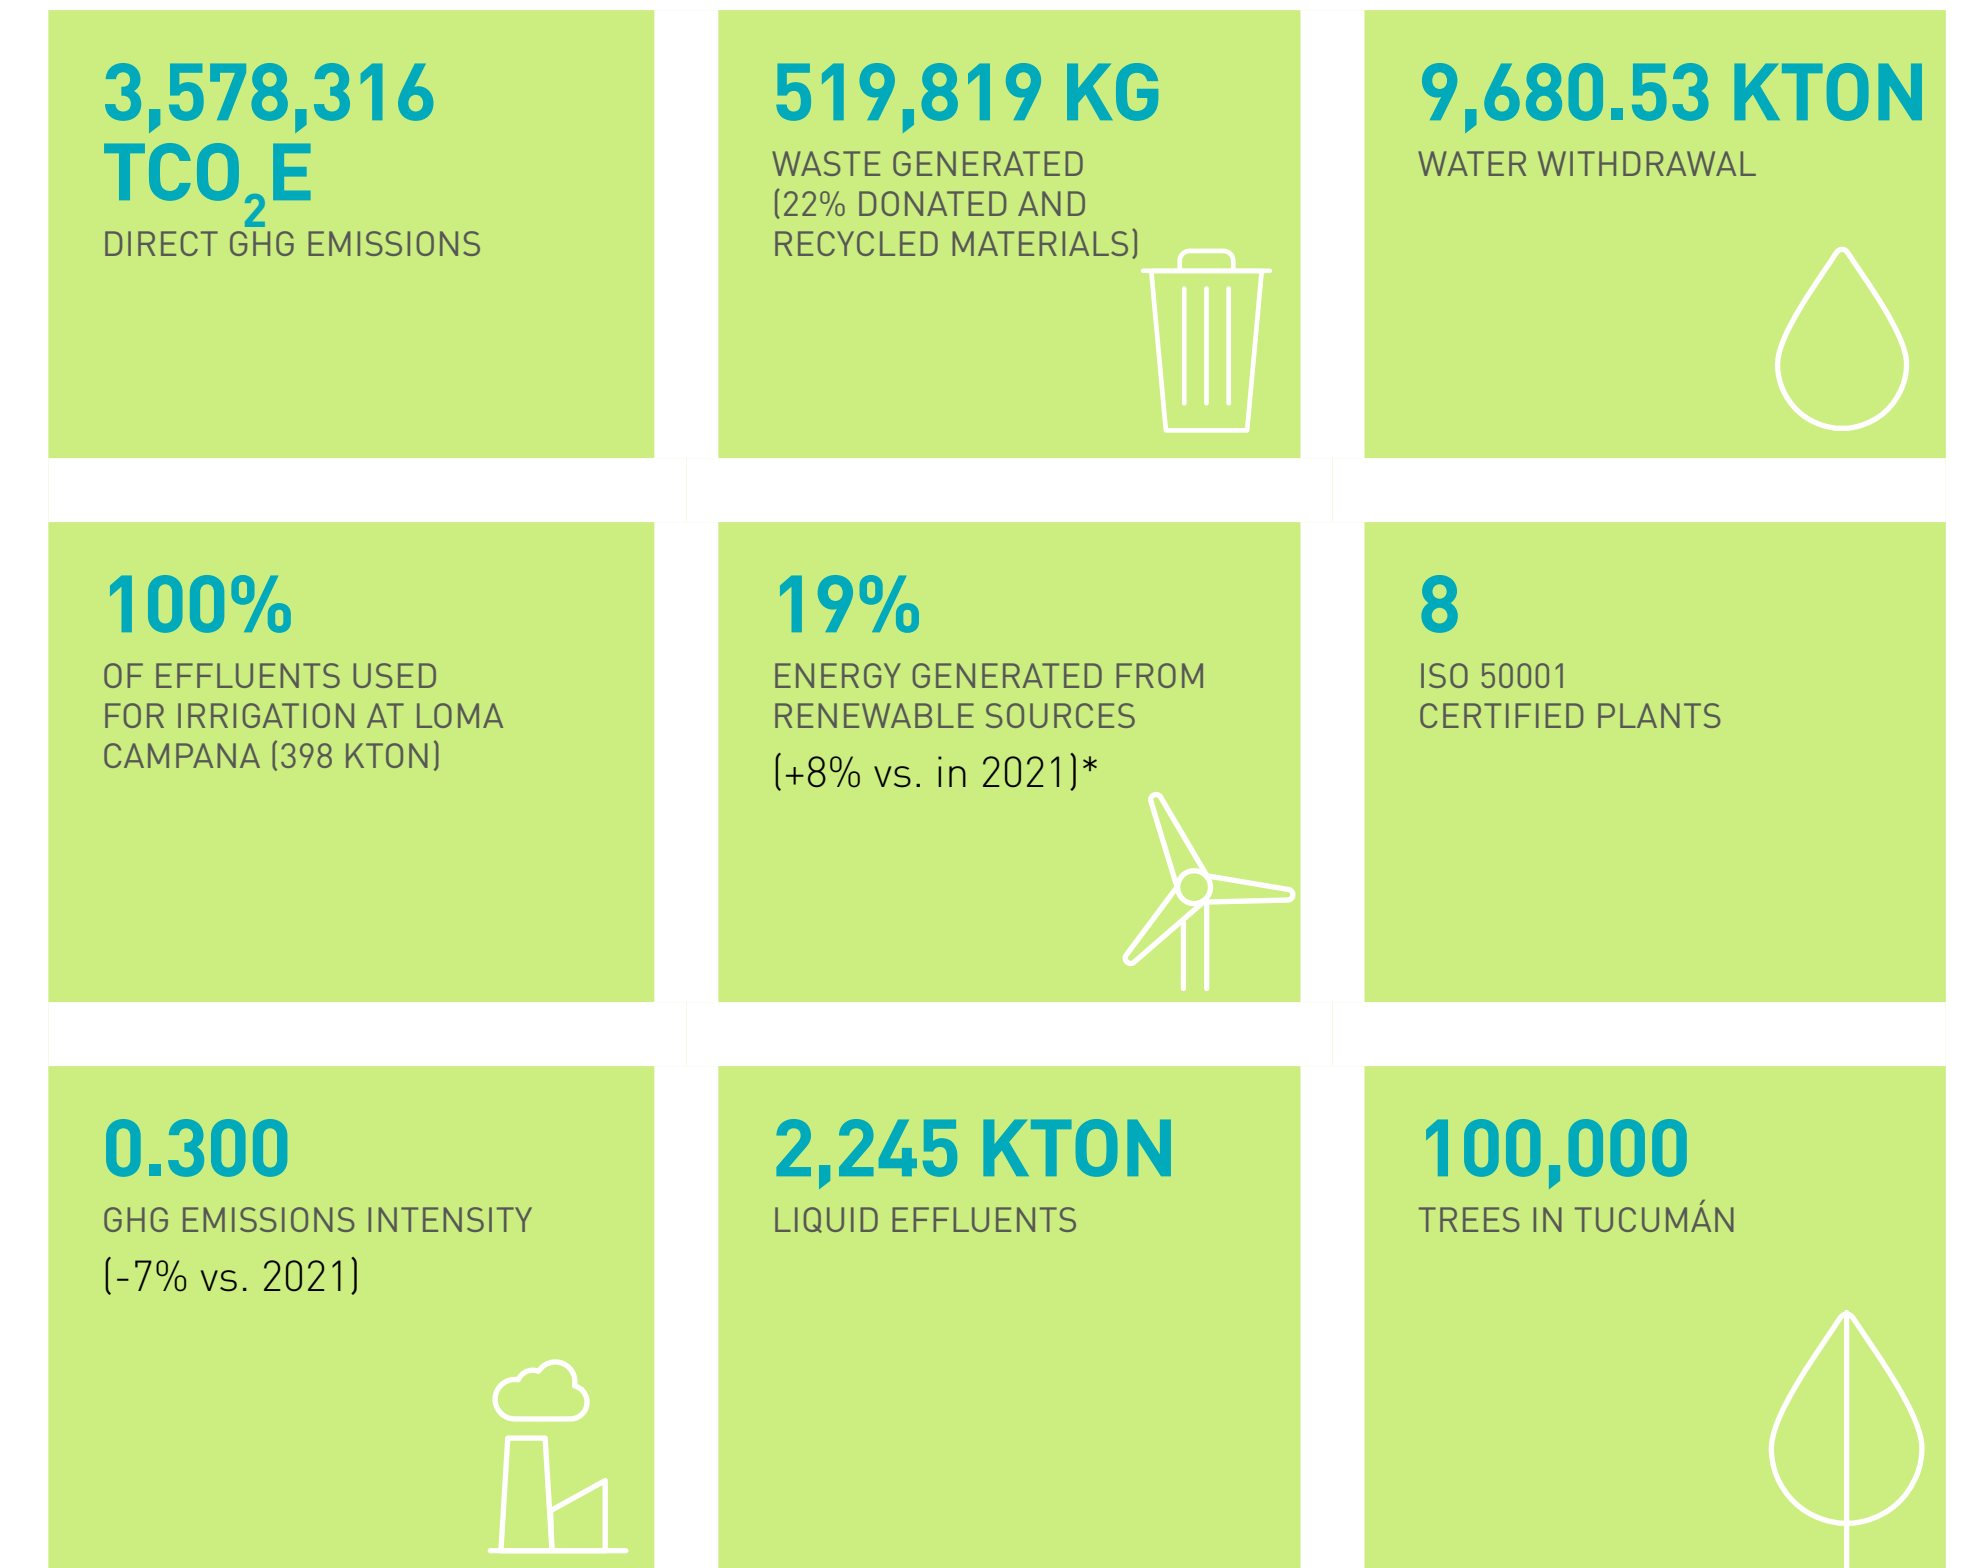 3,578,316
TCO₂E
DIRECT GHG EMISSIONS
519,819 KG
WASTE GENERATED
(22% DONATED AND
RECYCLED MATERIALS)
9,680.53 KTON
WATER WITHDRAWAL
100%
OF EFFLUENTS USED
FOR IRRIGATION AT LOMA
CAMPANA (398 KTON)
19%
ENERGY GENERATED FROM
RENEWABLE SOURCES
(+8% vs. in 2021)*
8
ISO 50001
CERTIFIED PLANTS
0.300
GHG EMISSIONS INTENSITY
(-7% vs. 2021)
2,245 KTON
LIQUID EFFLUENTS
100,000
TREES IN TUCUMÁN